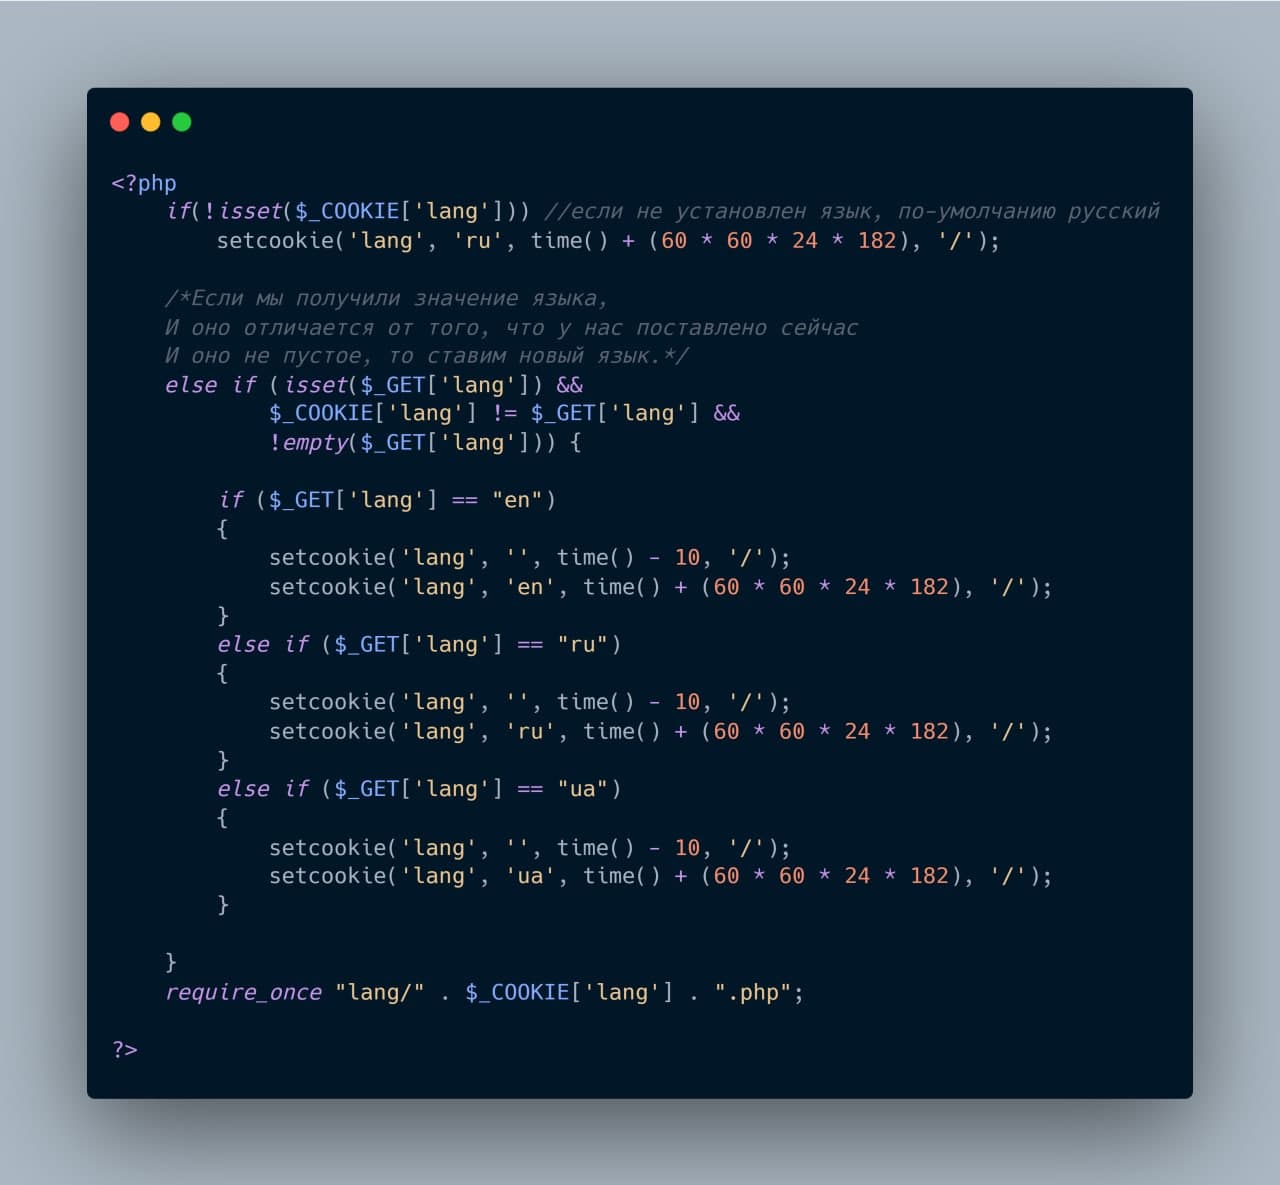 <?php
    if(!isset($_COOKIE['lang'])) //если не установлен язык, по-умолчанию русский
        setcookie('lang', 'ru', time() + (60 * 60 * 24 * 182), '/');

    /*Если мы получили значение языка,
    И оно отличается от того, что у нас поставлено сейчас
    И оно не пустое, то ставим новый язык.*/
    else if (isset($_GET['lang']) &&
            $_COOKIE['lang'] != $_GET['lang'] &&
            !empty($_GET['lang'])) {

        if ($_GET['lang'] == "en")
        {
            setcookie('lang', '', time() - 10, '/');
            setcookie('lang', 'en', time() + (60 * 60 * 24 * 182), '/');
        }
        else if ($_GET['lang'] == "ru")
        {
            setcookie('lang', '', time() - 10, '/');
            setcookie('lang', 'ru', time() + (60 * 60 * 24 * 182), '/');
        }
        else if ($_GET['lang'] == "ua")
        {
            setcookie('lang', '', time() - 10, '/');
            setcookie('lang', 'ua', time() + (60 * 60 * 24 * 182), '/');
        }

    }
    require_once "lang/" . $_COOKIE['lang'] . ".php";

?>